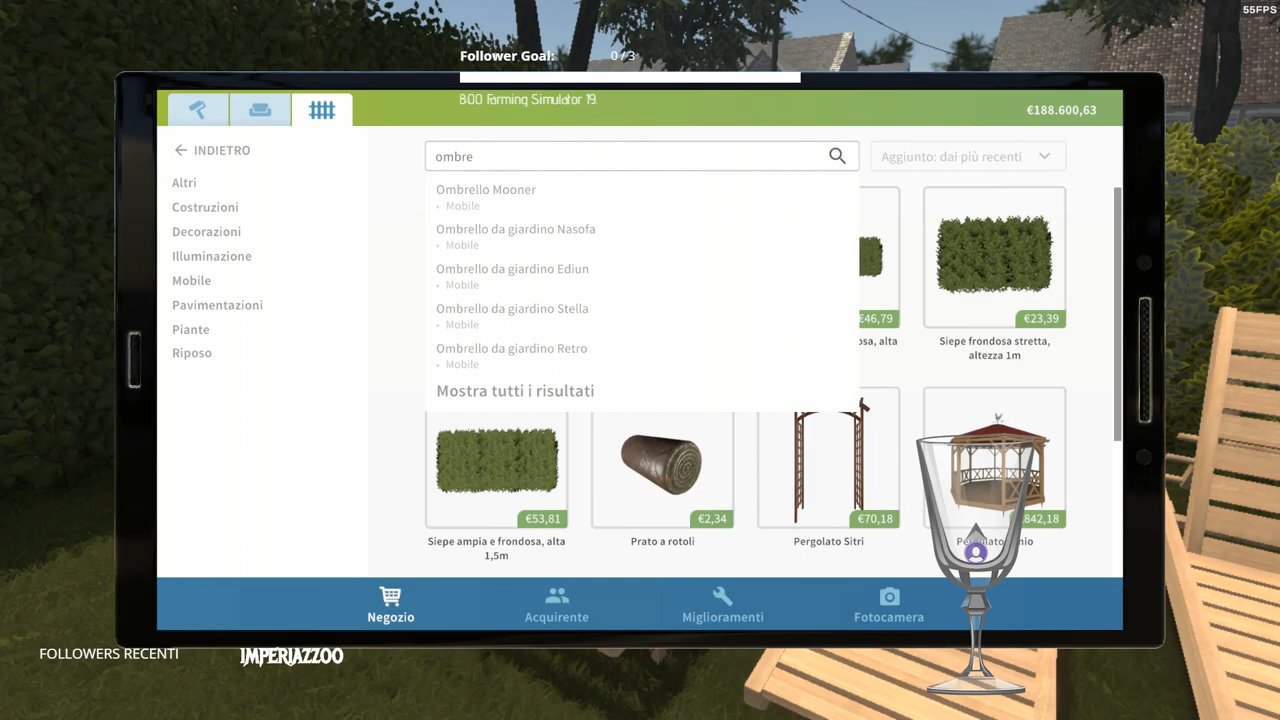 55FPS
Follower Goal: 0 / 3
8:00 Farming Simulator 19.
€188.600,63
INDIETRO
ombre
Aggiunto: dai più recenti
Altri
Costruzioni
Decorazioni
Illuminazione
Mobile
Pavimentazioni
Piante
Riposo
Ombrello Mooner
Mobile
Ombrello da giardino Nasofa
Mobile
Ombrello da giardino Ediun
Mobile
Ombrello da giardino Stella
Mobile
Ombrello da giardino Retro
Mobile
Mostra tutti i risultati
€46,79
€23,39
osa, alta
Siepe frondosa stretta,
altezza 1m
€53,81
€2,34
€70,18
842,18
Siepe ampia e frondosa, alta
1,5m
Prato a rotoli
Pergolato Sitri
Negozio
Acquirente
Miglioramenti
Fotocamera
FOLLOWERS RECENTI
IMPERJAZZOO